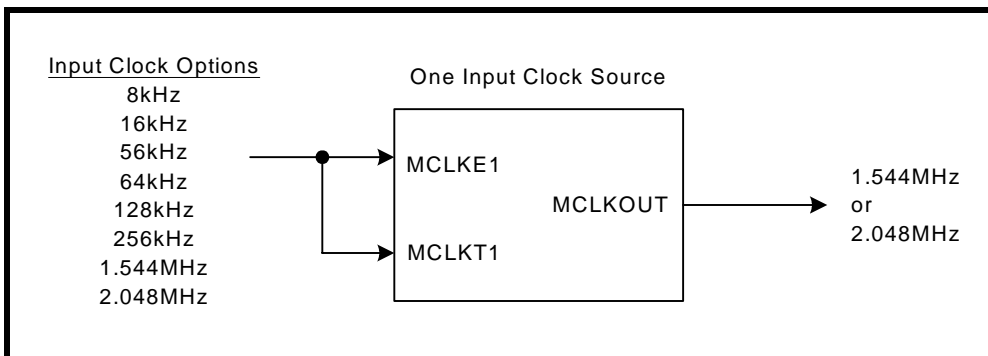 Input Clock Options
8kHz
16kHz
56kHz
64kHz
128kHz
256kHz
1.544MHz
2.048MHz
One Input Clock Source
MCLKE1
MCLKT1
MCLKOUT
1.544MHz
or
2.048MHz